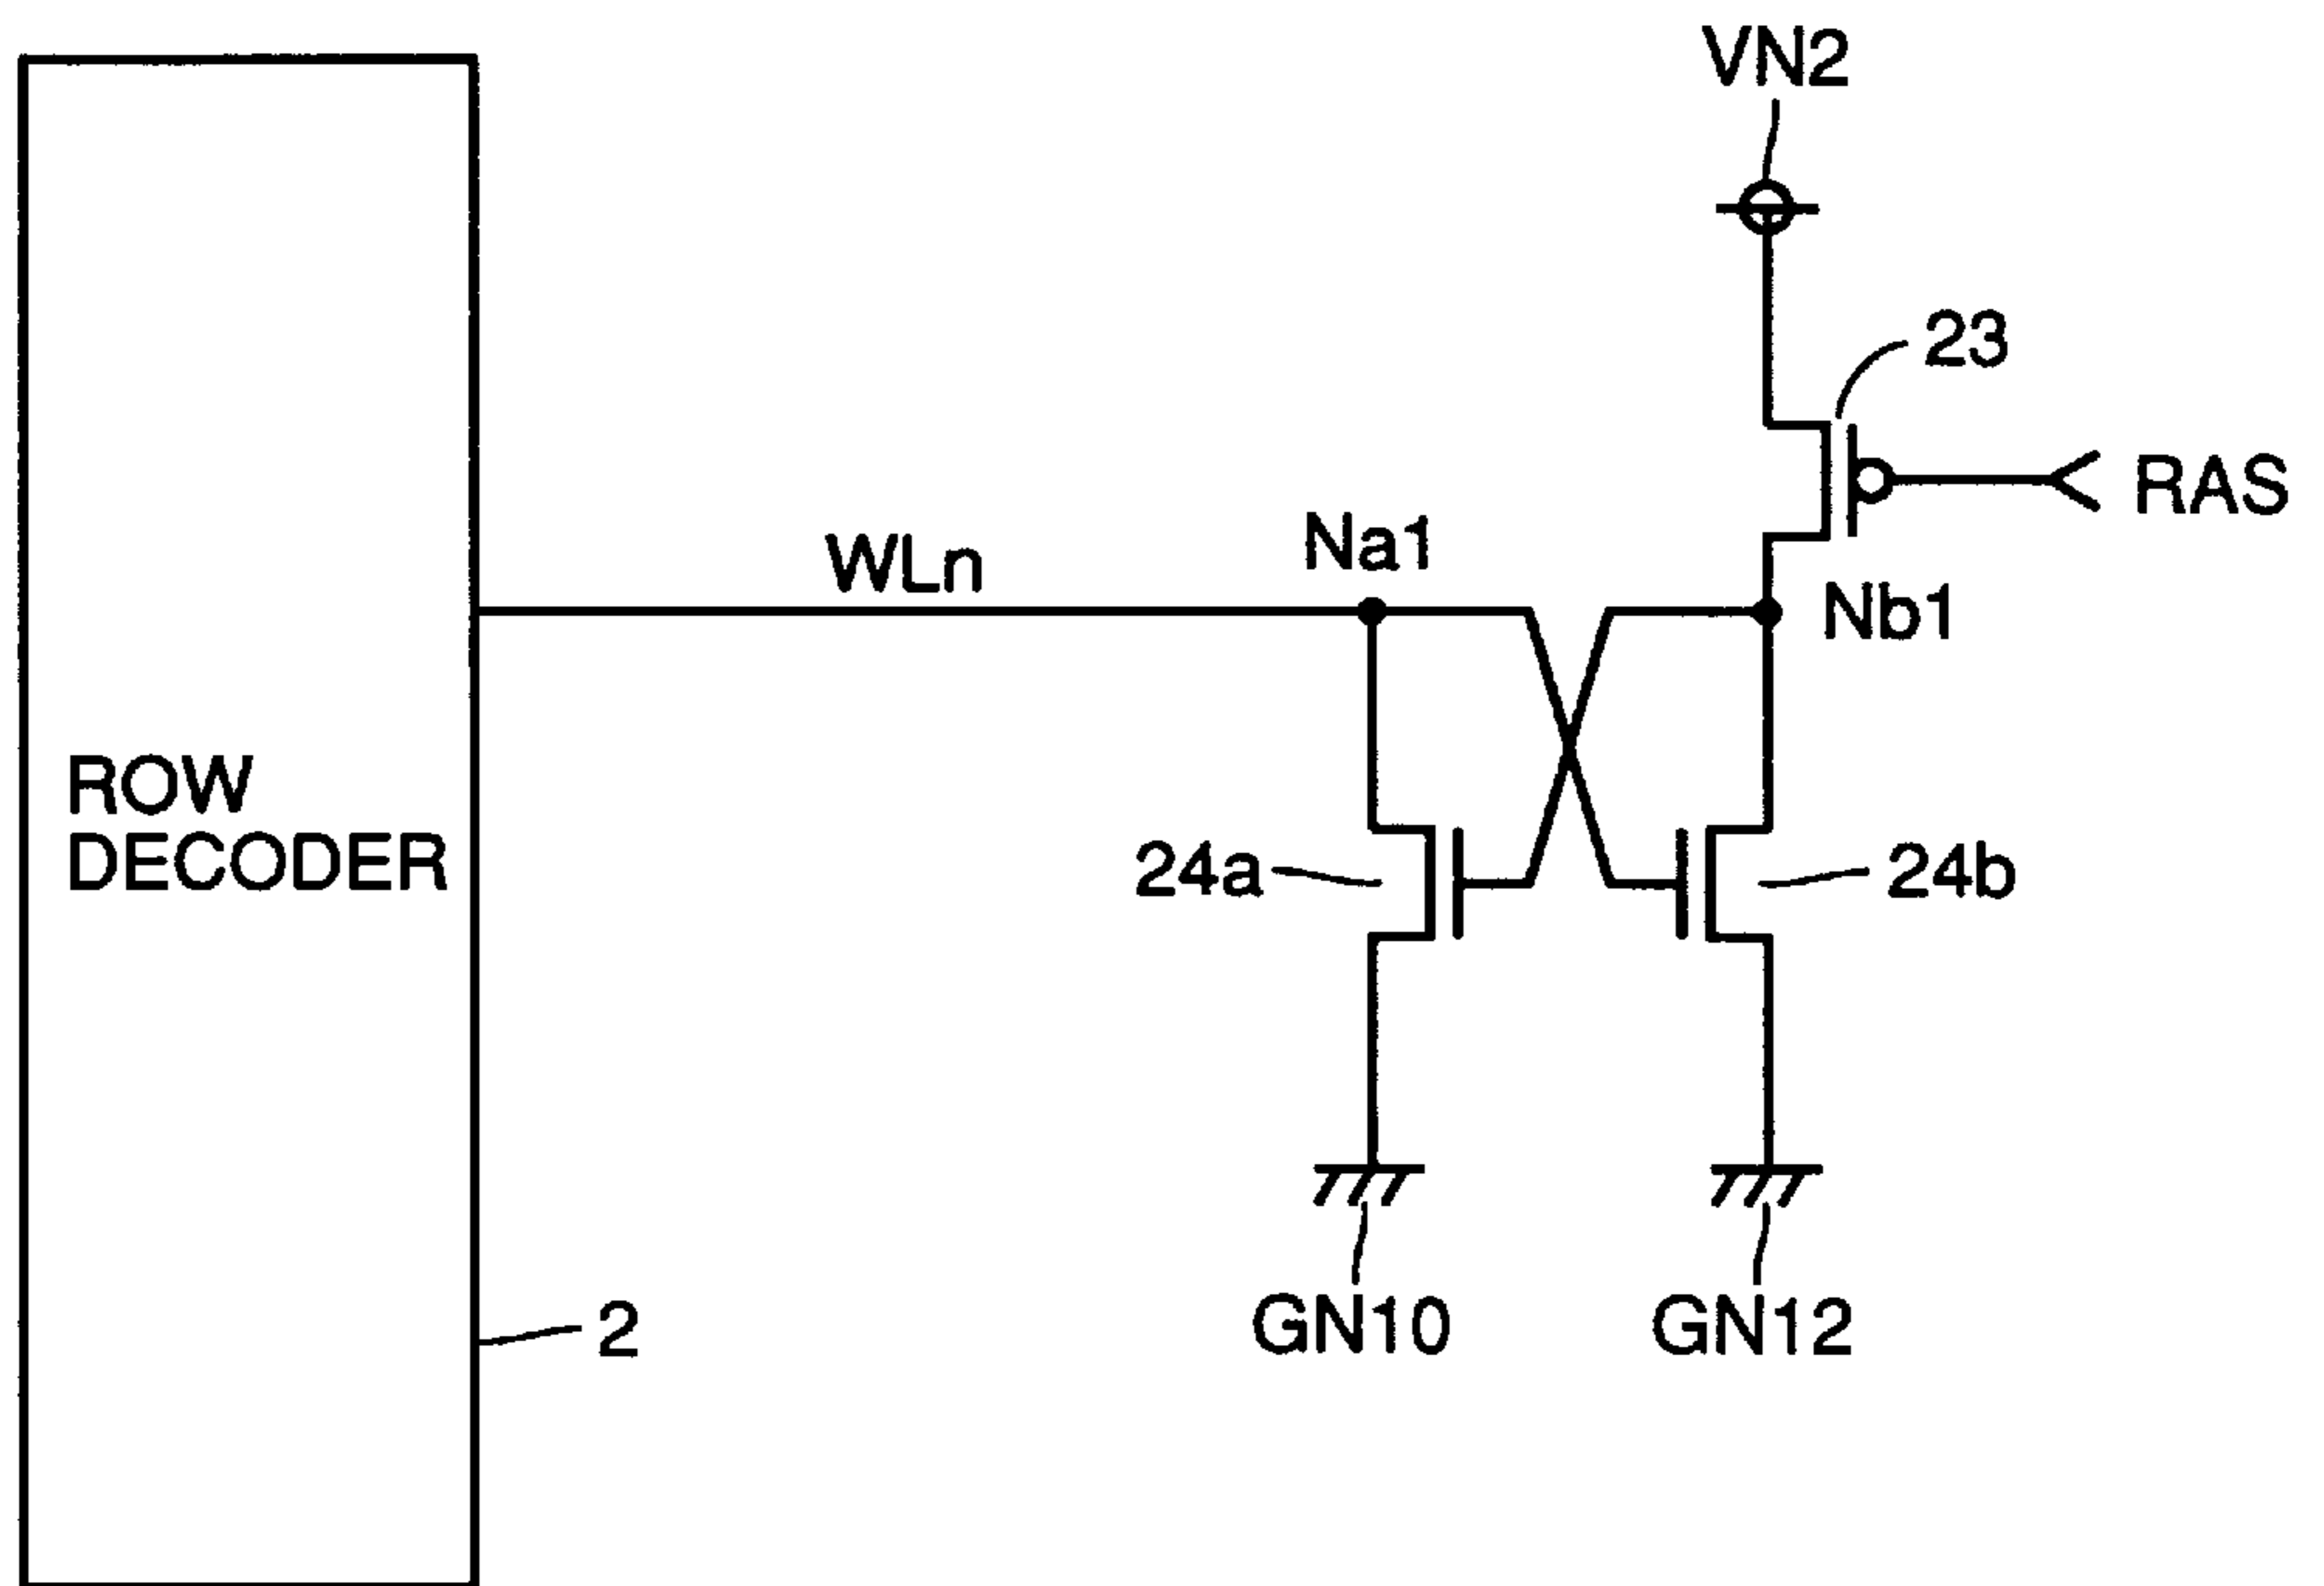 VN2
23
RAS
WLn
Na1
Nb1
ROW
DECODER
24a
24b
2
GN10
GN12